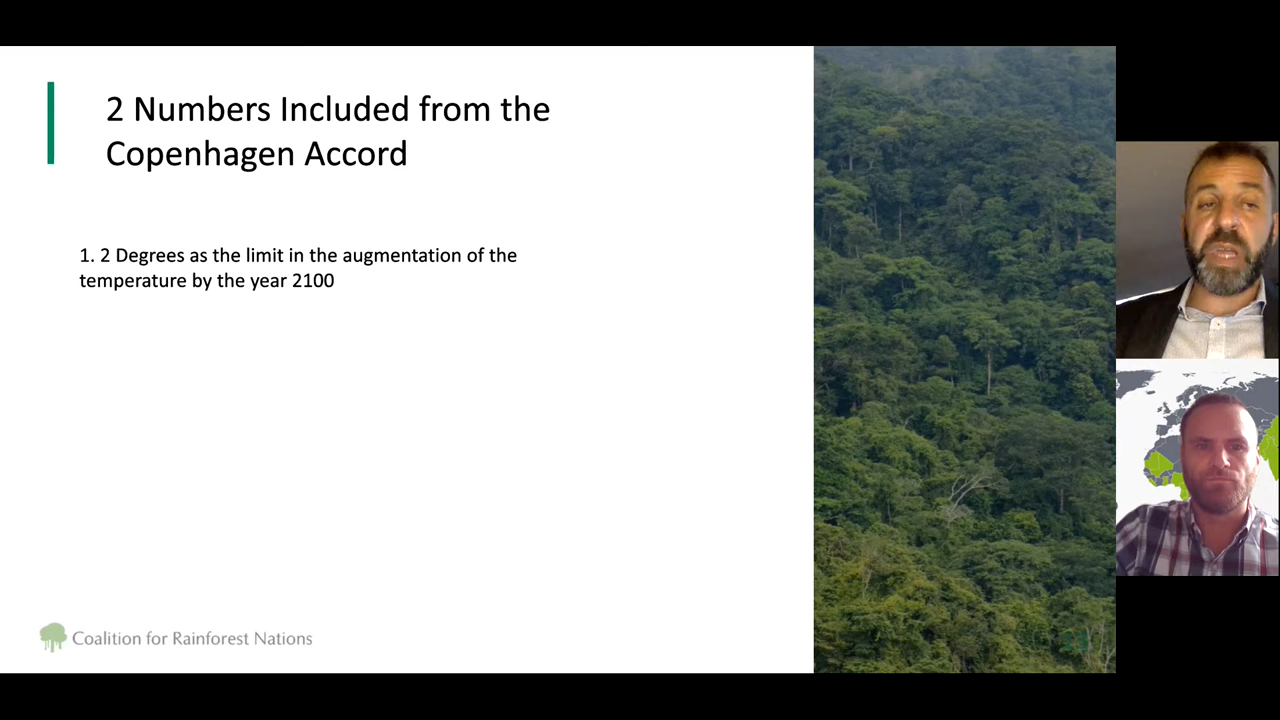 2 Numbers Included from the
Copenhagen Accord
1. 2 Degrees as the limit in the augmentation of the
temperature by the year 2100
Coalition for Rainforest Nations